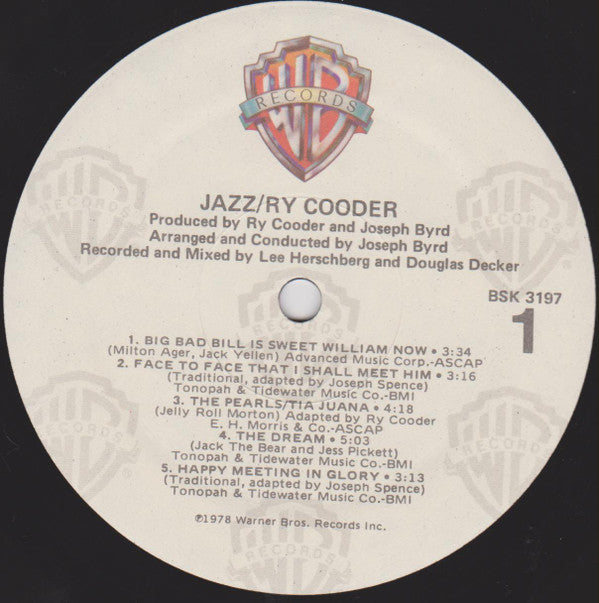 WB
RECORDS
JAZZ/RY COODER
Produced by Ry Cooder and Joseph Byrd
Arranged and Conducted by Joseph Byrd
Recorded and Mixed by Lee Herschberg and Douglas Decker
BSK 3197
1
1. BIG BAD BILL IS SWEET WILLIAM NOW • 3:34
(Milton Ager, Jack Yellen) Advanced Music Corp.-ASCAP
2. FACE TO FACE THAT I SHALL MEET HIM • 3:16
(Traditional, adapted by Joseph Spence)
Tonopah & Tidewater Music Co.-BMI
3. THE PEARLS/TIA JUANA • 4:18
(Jelly Roll Morton) Adapted by Ry Cooder
E. H. Morris & Co.-ASCAP
4. THE DREAM • 5:03
(Jack The Bear and Jess Pickett)
Tonopah & Tidewater Music Co.-BMI
5. HAPPY MEETING IN GLORY • 3:13
(Traditional, adapted by Joseph Spence)
Tonopah & Tidewater Music Co.-BMI
℗1978 Warner Bros. Records Inc.